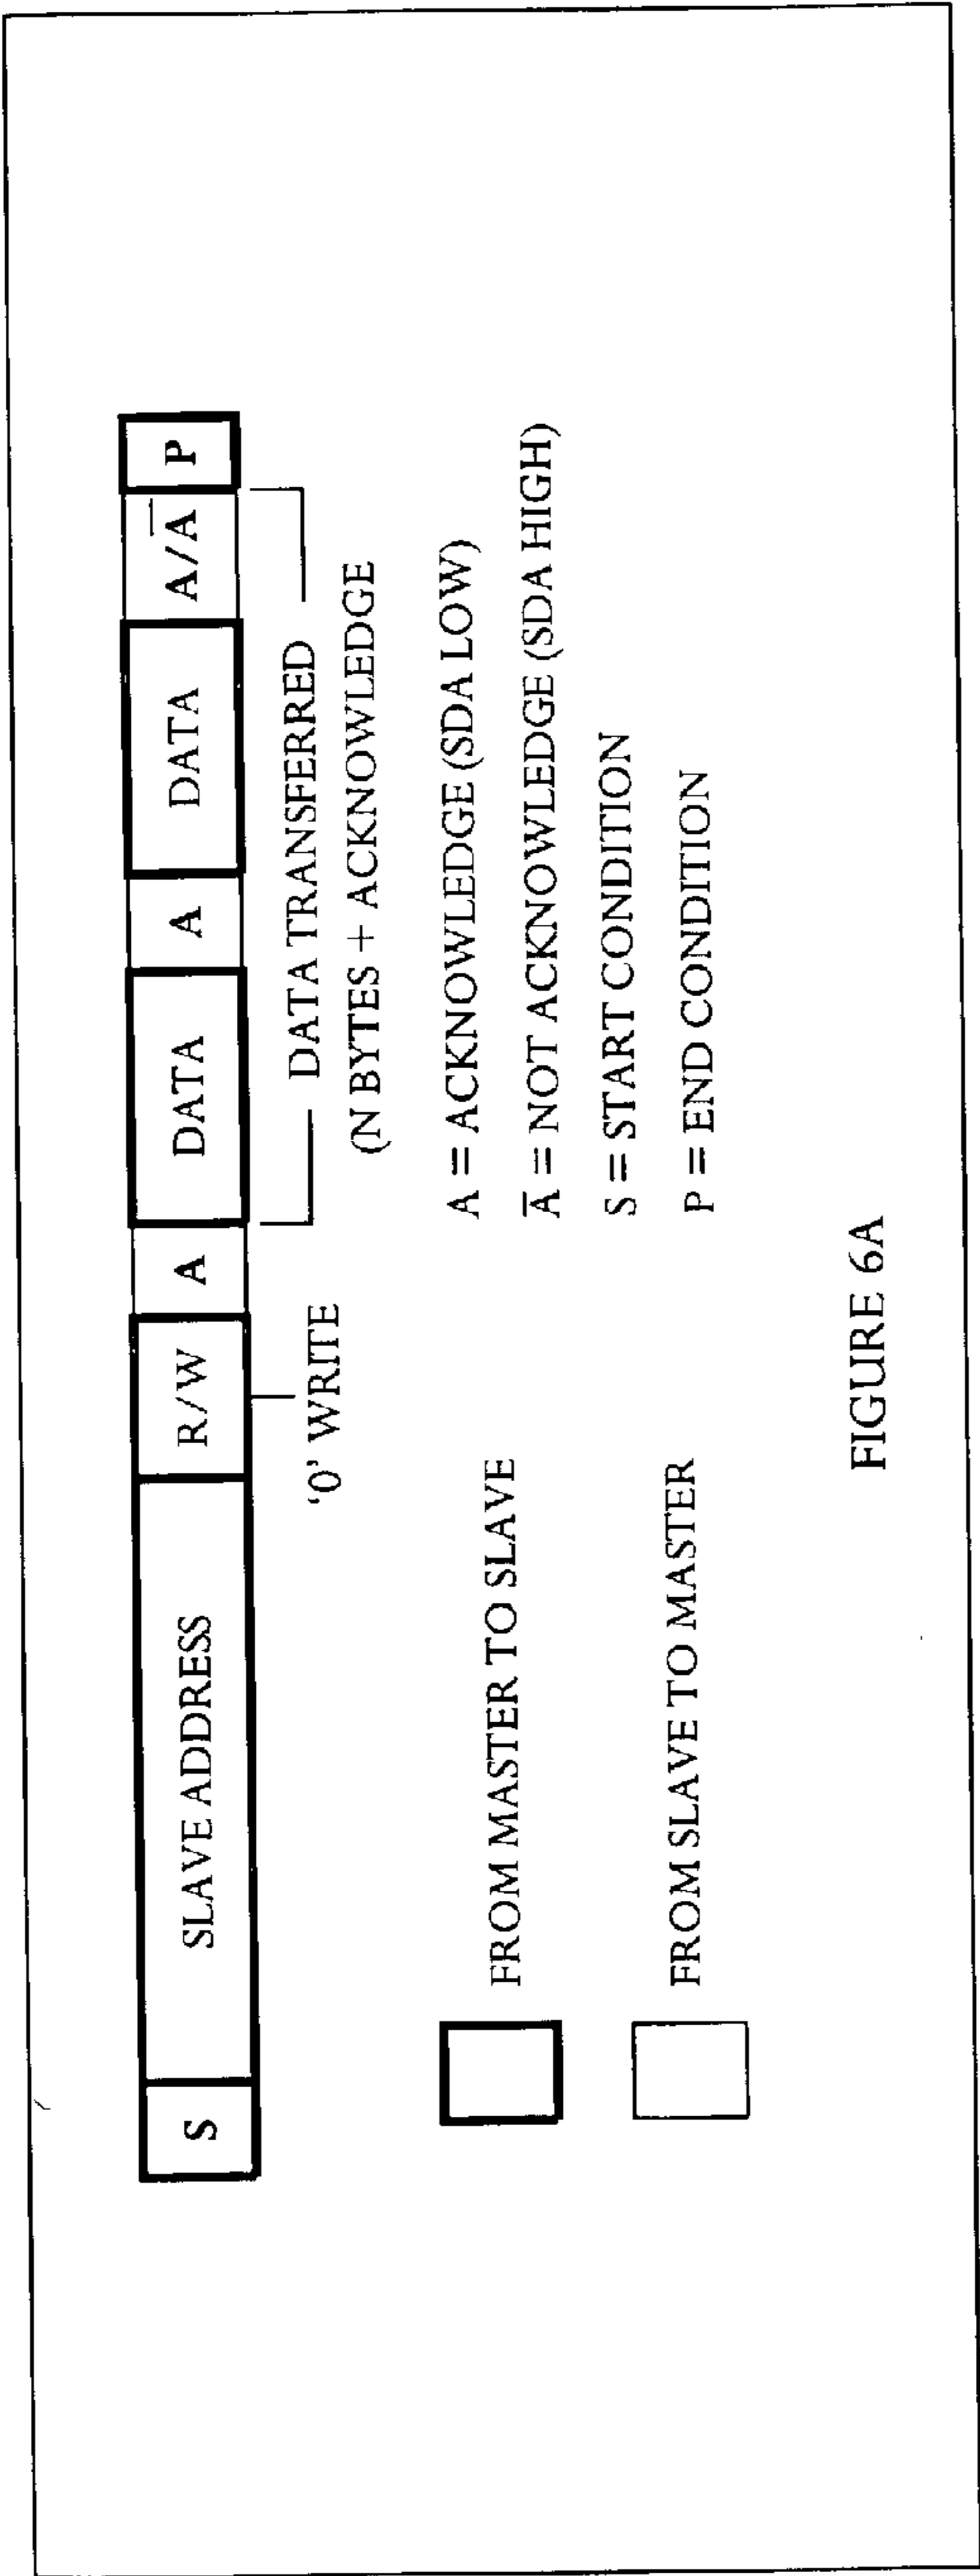 S SLAVE ADDRESS R/W A DATA A DATA A/A̅ P
'0' WRITE
DATA TRANSFERRED
(N BYTES + ACKNOWLEDGE
FROM MASTER TO SLAVE
FROM SLAVE TO MASTER
A = ACKNOWLEDGE (SDA LOW)
A̅ = NOT ACKNOWLEDGE (SDA HIGH)
S = START CONDITION
P = END CONDITION
FIGURE 6A